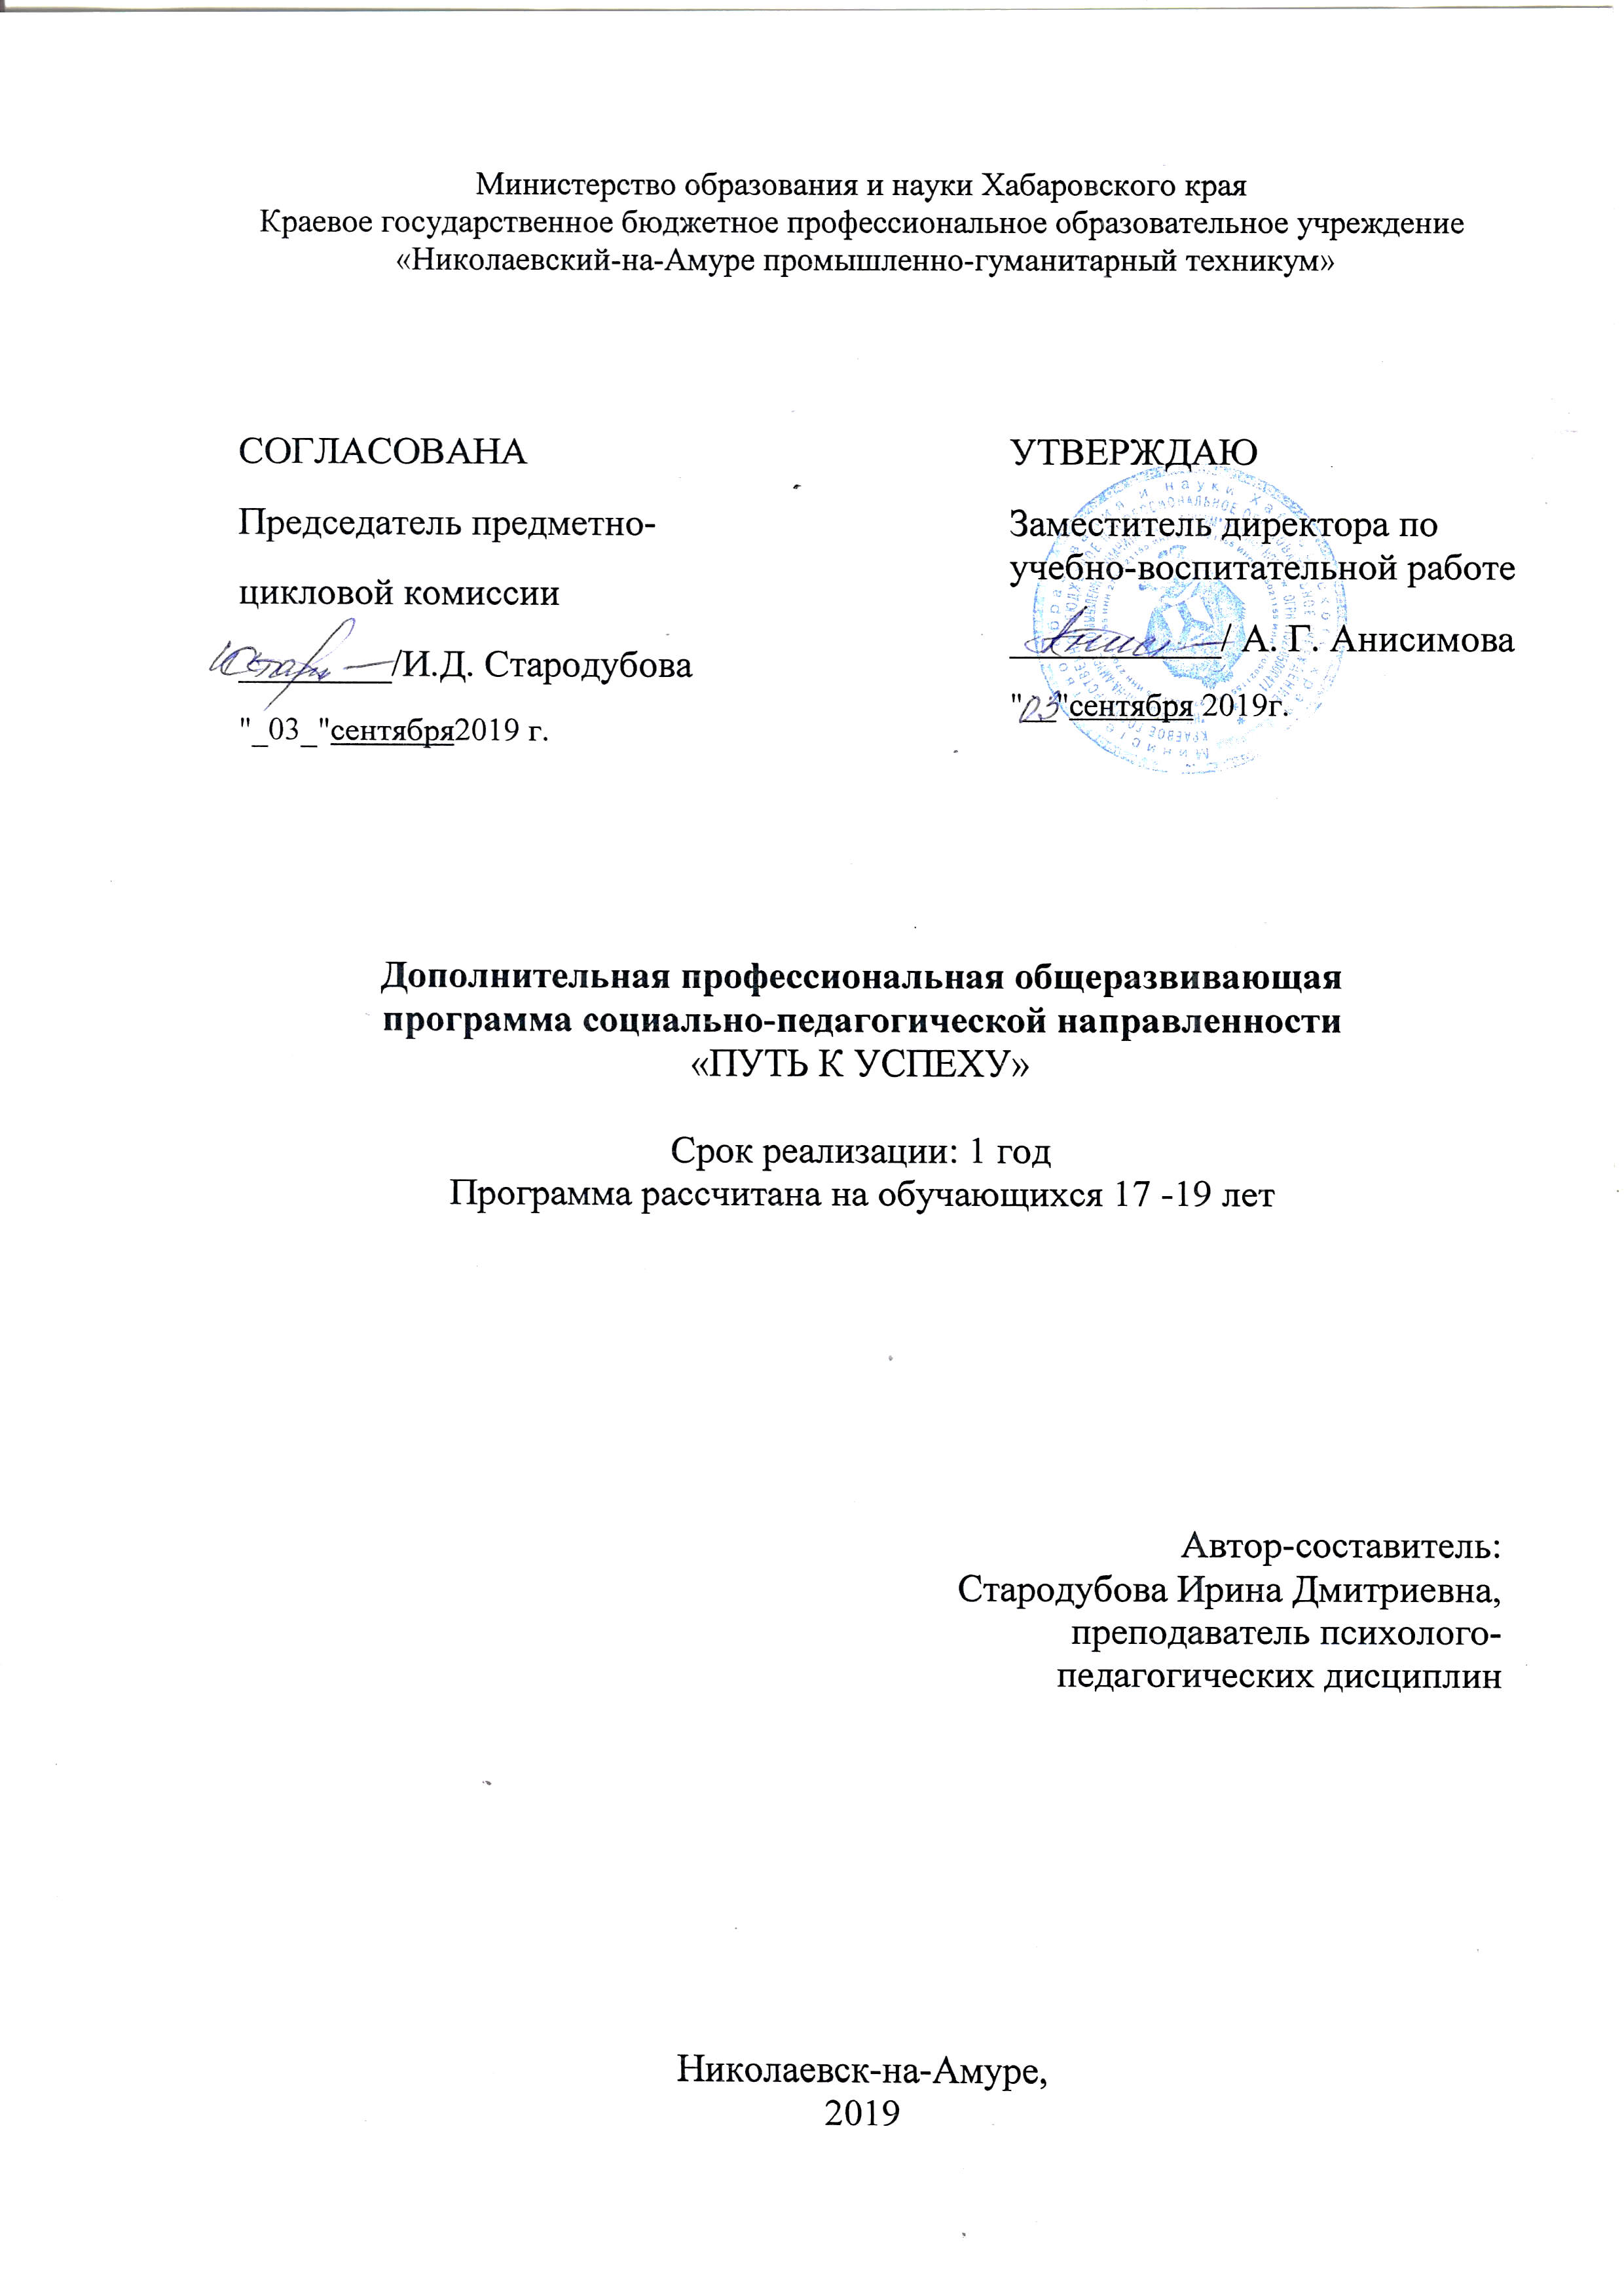 Министерство образования и науки Хабаровского края
Краевое государственное бюджетное профессиональное образовательное учреждение
«Николаевский-на-Амуре промышленно-гуманитарный техникум»
СОГЛАСОВАНА
Председатель предметно-
цикловой комиссии
/И.Д. Стародубова
"_03_"сентября2019 г.
УТВЕРЖДАЮ
Заместитель директора по
учебно-воспитательной работе
/ А. Г. Анисимова
"03"сентября 2019г.
Дополнительная профессиональная общеразвивающая
программа социально-педагогической направленности
«ПУТЬ К УСПЕХУ»
Срок реализации: 1 год
Программа рассчитана на обучающихся 17 -19 лет
Автор-составитель:
Стародубова Ирина Дмитриевна,
преподаватель психолого-
педагогических дисциплин
Николаевск-на-Амуре,
2019